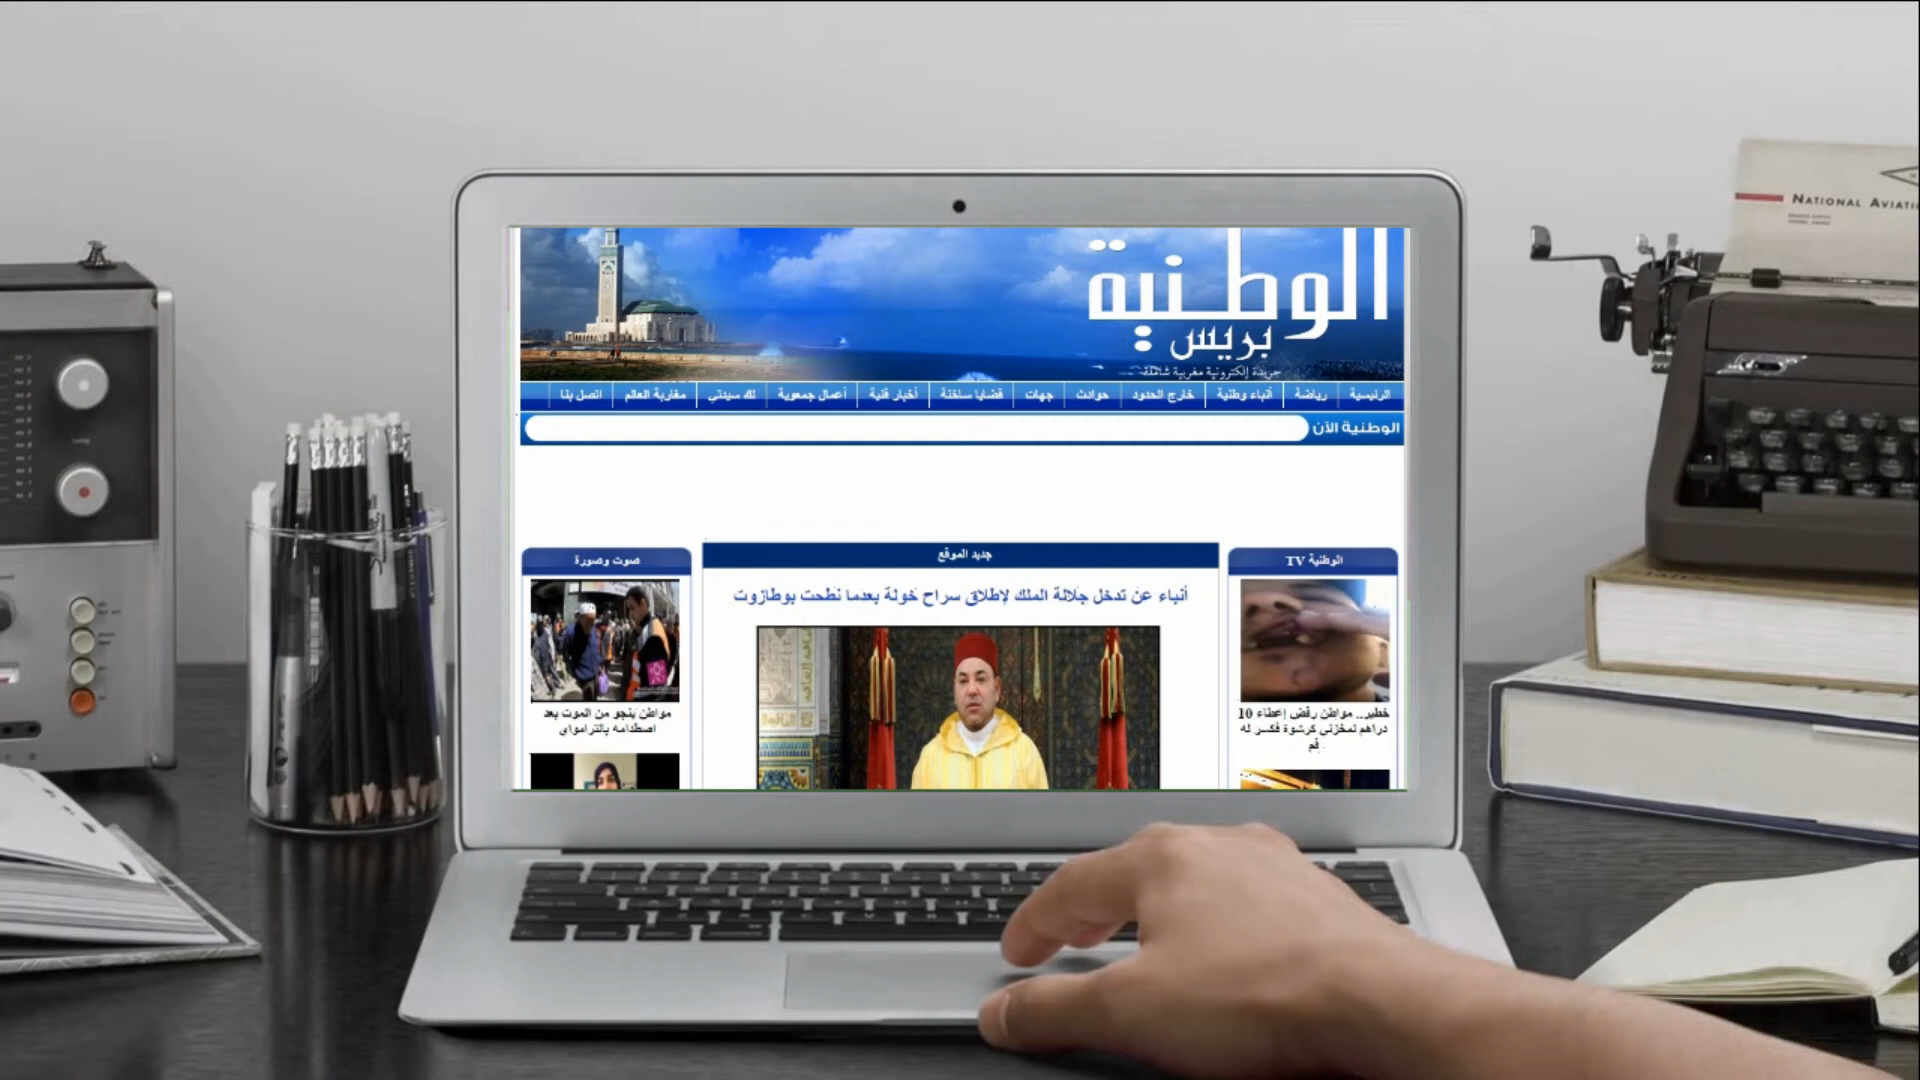 الوطنية
بريس
جريدة إلكترونية مغربية شاملة
الرئيسية
رياضة
أنباء وطنية
خارج الحدود
حوادث
جهات
قضايا ساخنة
أخبار فنية
أعمال جمعوية
لك سيدتي
مغاربة العالم
اتصل بنا
الوطنية الآن
الوطنية TV
خطير.. مواطن رفض إعطاء 10
دراهم لمخزني كرشوة فكسر له
فم
جديد الموقع
أنباء عن تدخل جلالة الملك لإطلاق سراح خولة بعدما نطحت بوطازوت
صوت وصورة
مواطن ينجو من الموت بعد
اصطدامه بالترامواي
NATIONAL AVIATI